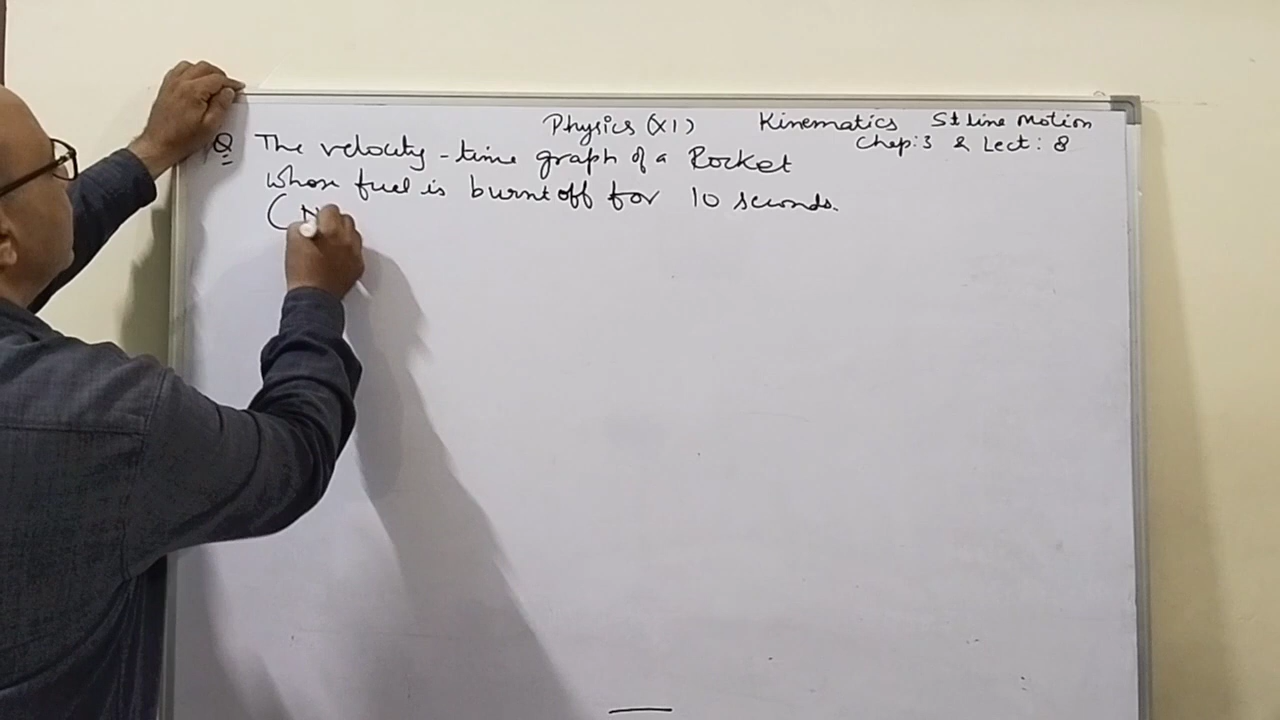 Physics (XI) Kinematics St line Motion
Chap:3 & Lect: 8
Q The velocity-time graph of a Rocket
whose fuel is burnt off for 10 seconds.
(N